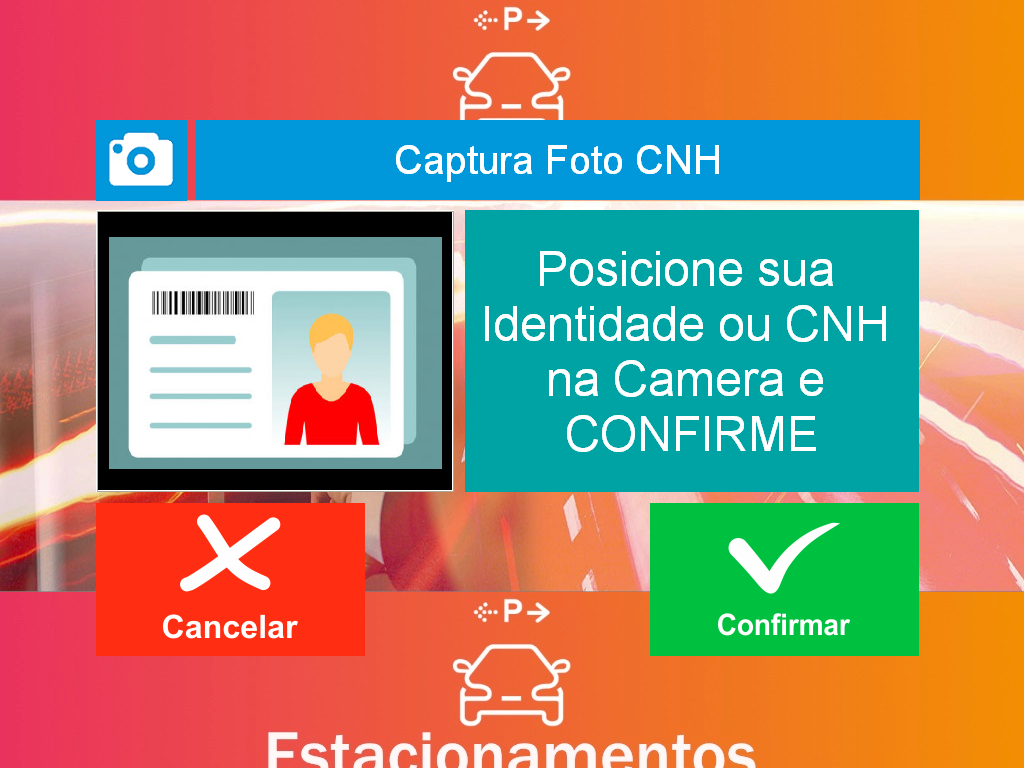 P
Captura Foto CNH
Posicione sua
Identidade ou CNH
na Camera e
CONFIRME
Cancelar
Confirmar
P
Estacionamentos